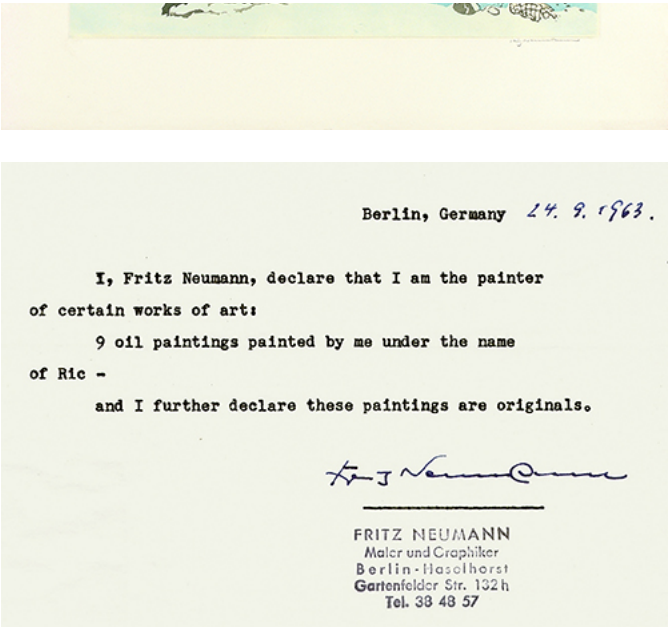 Berlin, Germany 24. 9. 1963.
I, Fritz Neumann, declare that I am the painter
of certain works of art:
9 oil paintings painted by me under the name
of Ric -
and I further declare these paintings are originals.
Fritz Neumann
FRITZ NEUMANN
Maler und Graphiker
Berlin-Haselhorst
Gartenfelder Str. 132h
Tel. 38 48 57